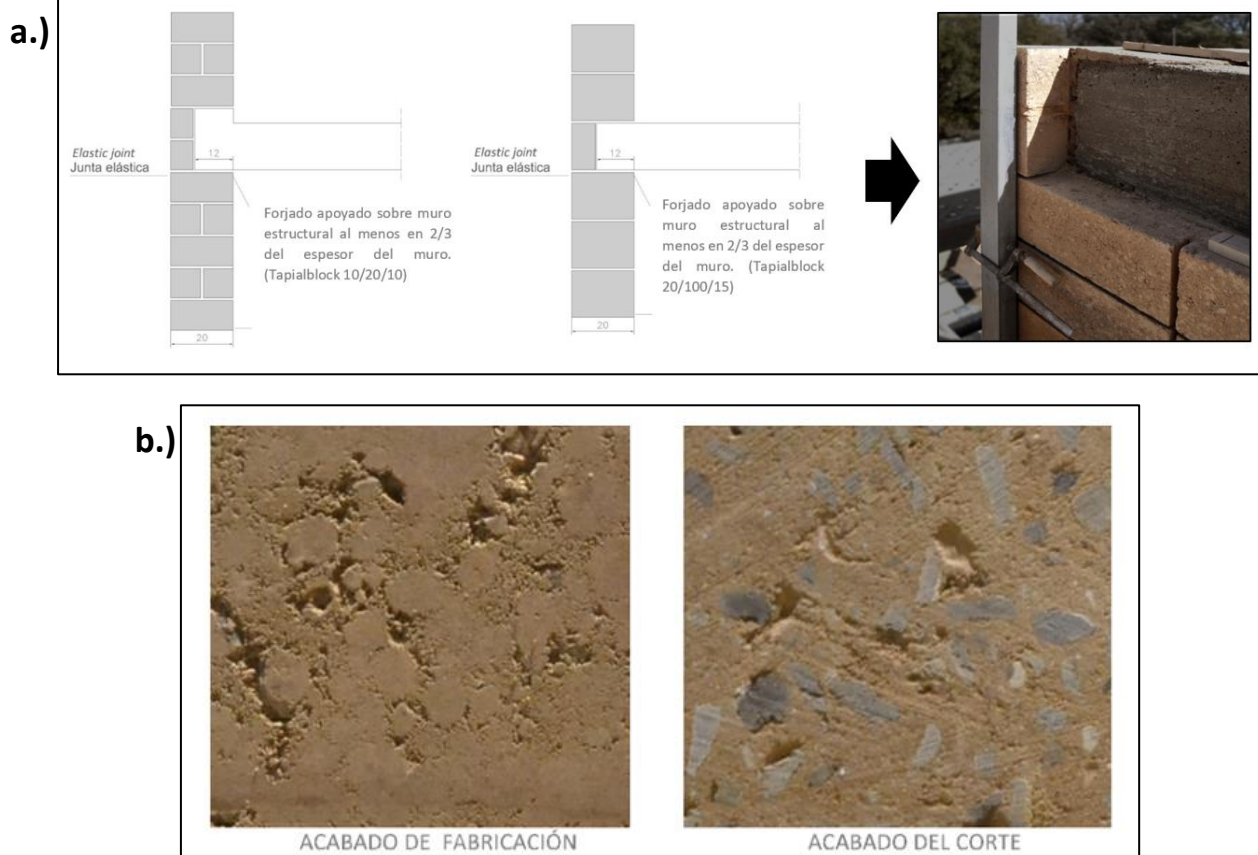 a.)
Elastic joint
Junta elástica
12
Forjado apoyado sobre muro
estructural al menos en 2/3
del espesor del muro.
(Tapialblock 10/20/10)
20
Elastic joint
Junta elástica
12
Forjado apoyado sobre
muro estructural al
menos en 2/3 del espesor
del muro. (Tapialblock
20/100/15)
20
b.)
ACABADO DE FABRICACIÓN
ACABADO DEL CORTE